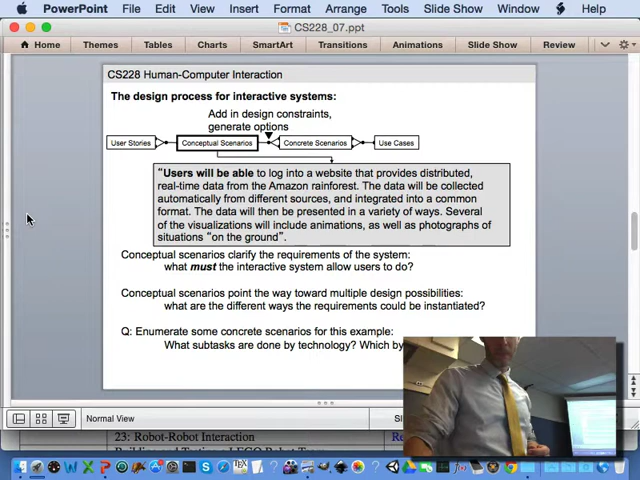 PowerPoint File Edit View Insert Format Arrange Tools Slide Show Window Help
CS228_07.ppt
Home Themes Tables Charts SmartArt Transitions Animations Slide Show Review
CS228 Human-Computer Interaction
The design process for interactive systems:
Add in design constraints,
generate options
User Stories Conceptual Scenarios Concrete Scenarios Use Cases
"Users will be able to log into a website that provides distributed,
real-time data from the Amazon rainforest. The data will be collected
automatically from different sources, and integrated into a common
format. The data will then be presented in a variety of ways. Several
of the visualizations will include animations, as well as photographs of
situations "on the ground".
Conceptual scenarios clarify the requirements of the system:
what must the interactive system allow users to do?
Conceptual scenarios point the way toward multiple design possibilities:
what are the different ways the requirements could be instantiated?
Q: Enumerate some concrete scenarios for this example:
What subtasks are done by technology? Which by
Normal View
23: Robot-Robot Interaction